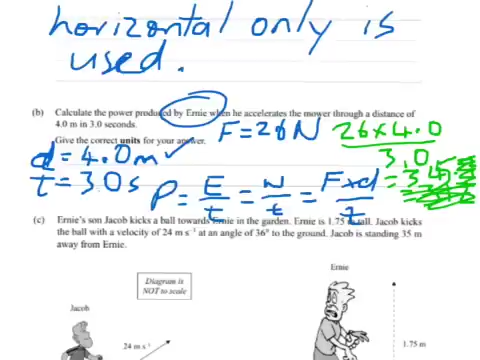 horizontal only is
used.
(b) Calculate the power produced by Ernie when he accelerates the mower through a distance of
4.0 m in 3.0 seconds.
Give the correct units for your answer.
F = 26N
26 x 4.0
3.0
d = 4.0m ✓
t = 3.0s
P = E/t = W/t = Fxd/t
(c) Ernie's son Jacob kicks a ball towards Ernie in the garden. Ernie is 1.75 m tall. Jacob kicks
the ball with a velocity of 24 m s⁻¹ at an angle of 36° to the ground. Jacob is standing 35 m
away from Ernie.
Diagram is
NOT to scale
Ernie
Jacob
24 m s⁻¹
1.75 m